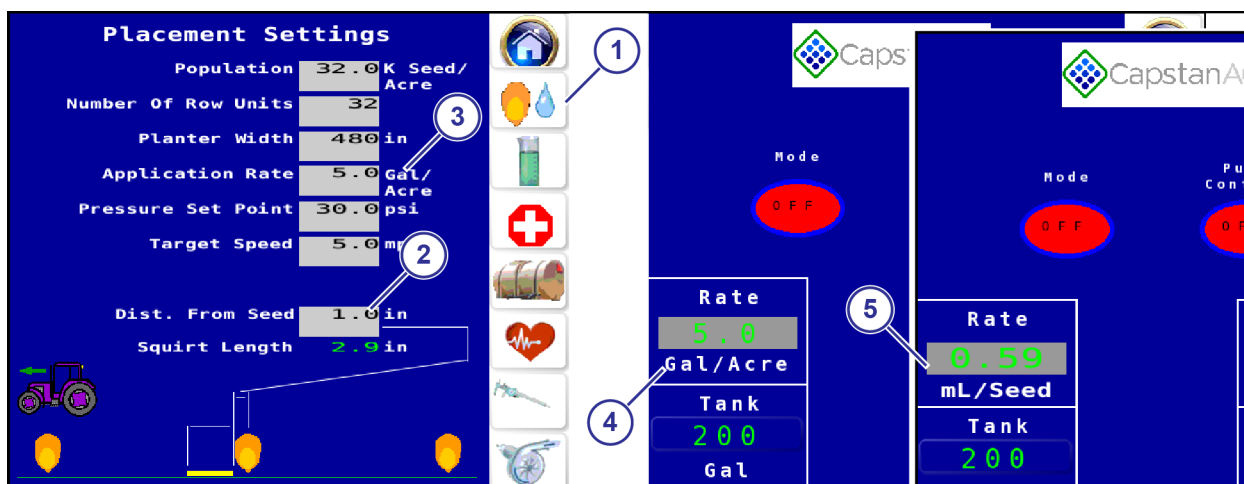 Placement Settings
Population 32.0 K Seed/
Acre
Number Of Row Units 32
Planter Width 480 in
Application Rate 5.0 Gal/
Acre
Pressure Set Point 30.0 psi
Target Speed 5.0
Dist. From Seed 1.0 in
Squirt Length 2.9 in
1
3
2
Caps
Mode
OFF
Rate
5.0
Gal/Acre
4
Tank
200
Gal
CapstanA
Mode
OFF
Pu
Cont
OF
5
Rate
0.59
mL/Seed
Tank
200